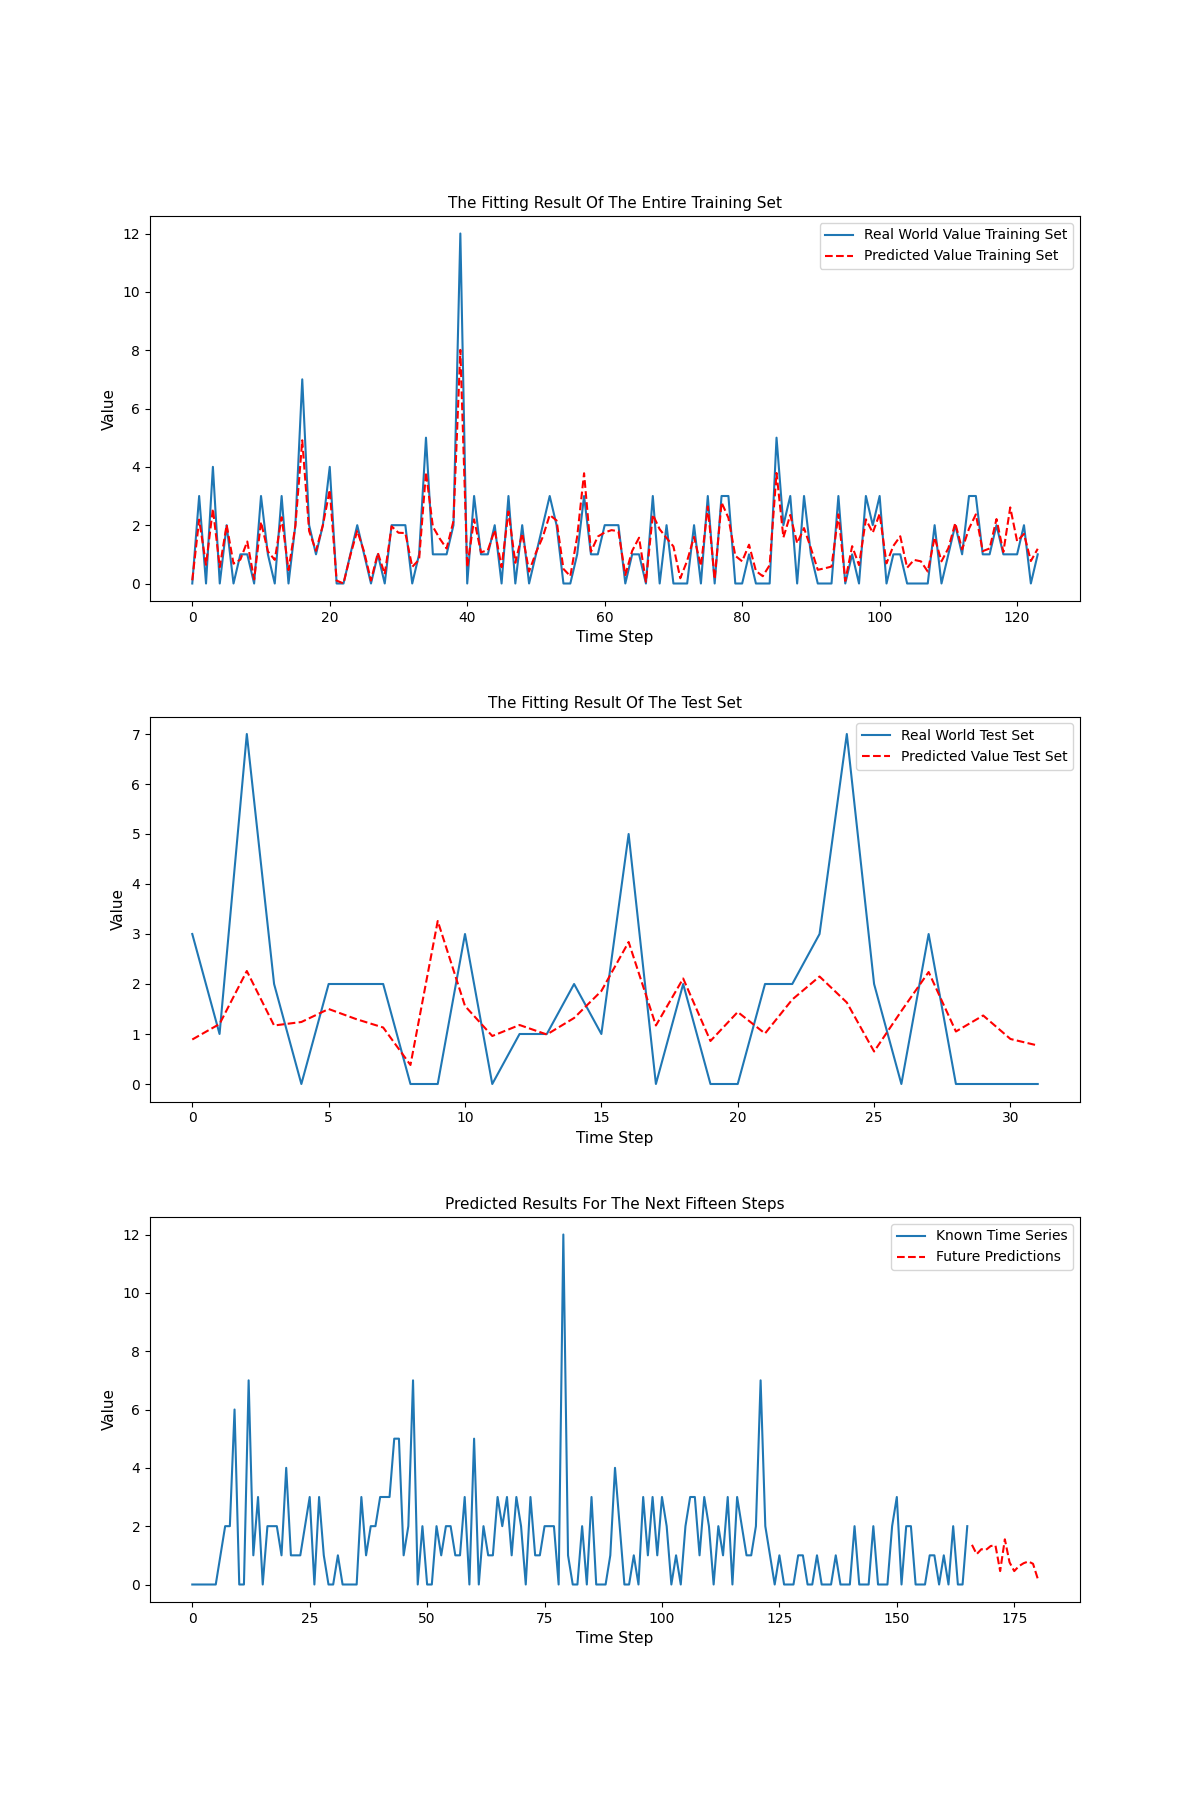 The Fitting Result Of The Entire Training Set
Real World Value Training Set
Predicted Value Training Set
Value
12
10
8
6
4
2
0
0 20 40 60 80 100 120
Time Step
The Fitting Result Of The Test Set
Real World Test Set
Predicted Value Test Set
Value
7
6
5
4
3
2
1
0
0 5 10 15 20 25 30
Time Step
Predicted Results For The Next Fifteen Steps
Known Time Series
Future Predictions
Value
12
10
8
6
4
2
0
0 25 50 75 100 125 150 175
Time Step